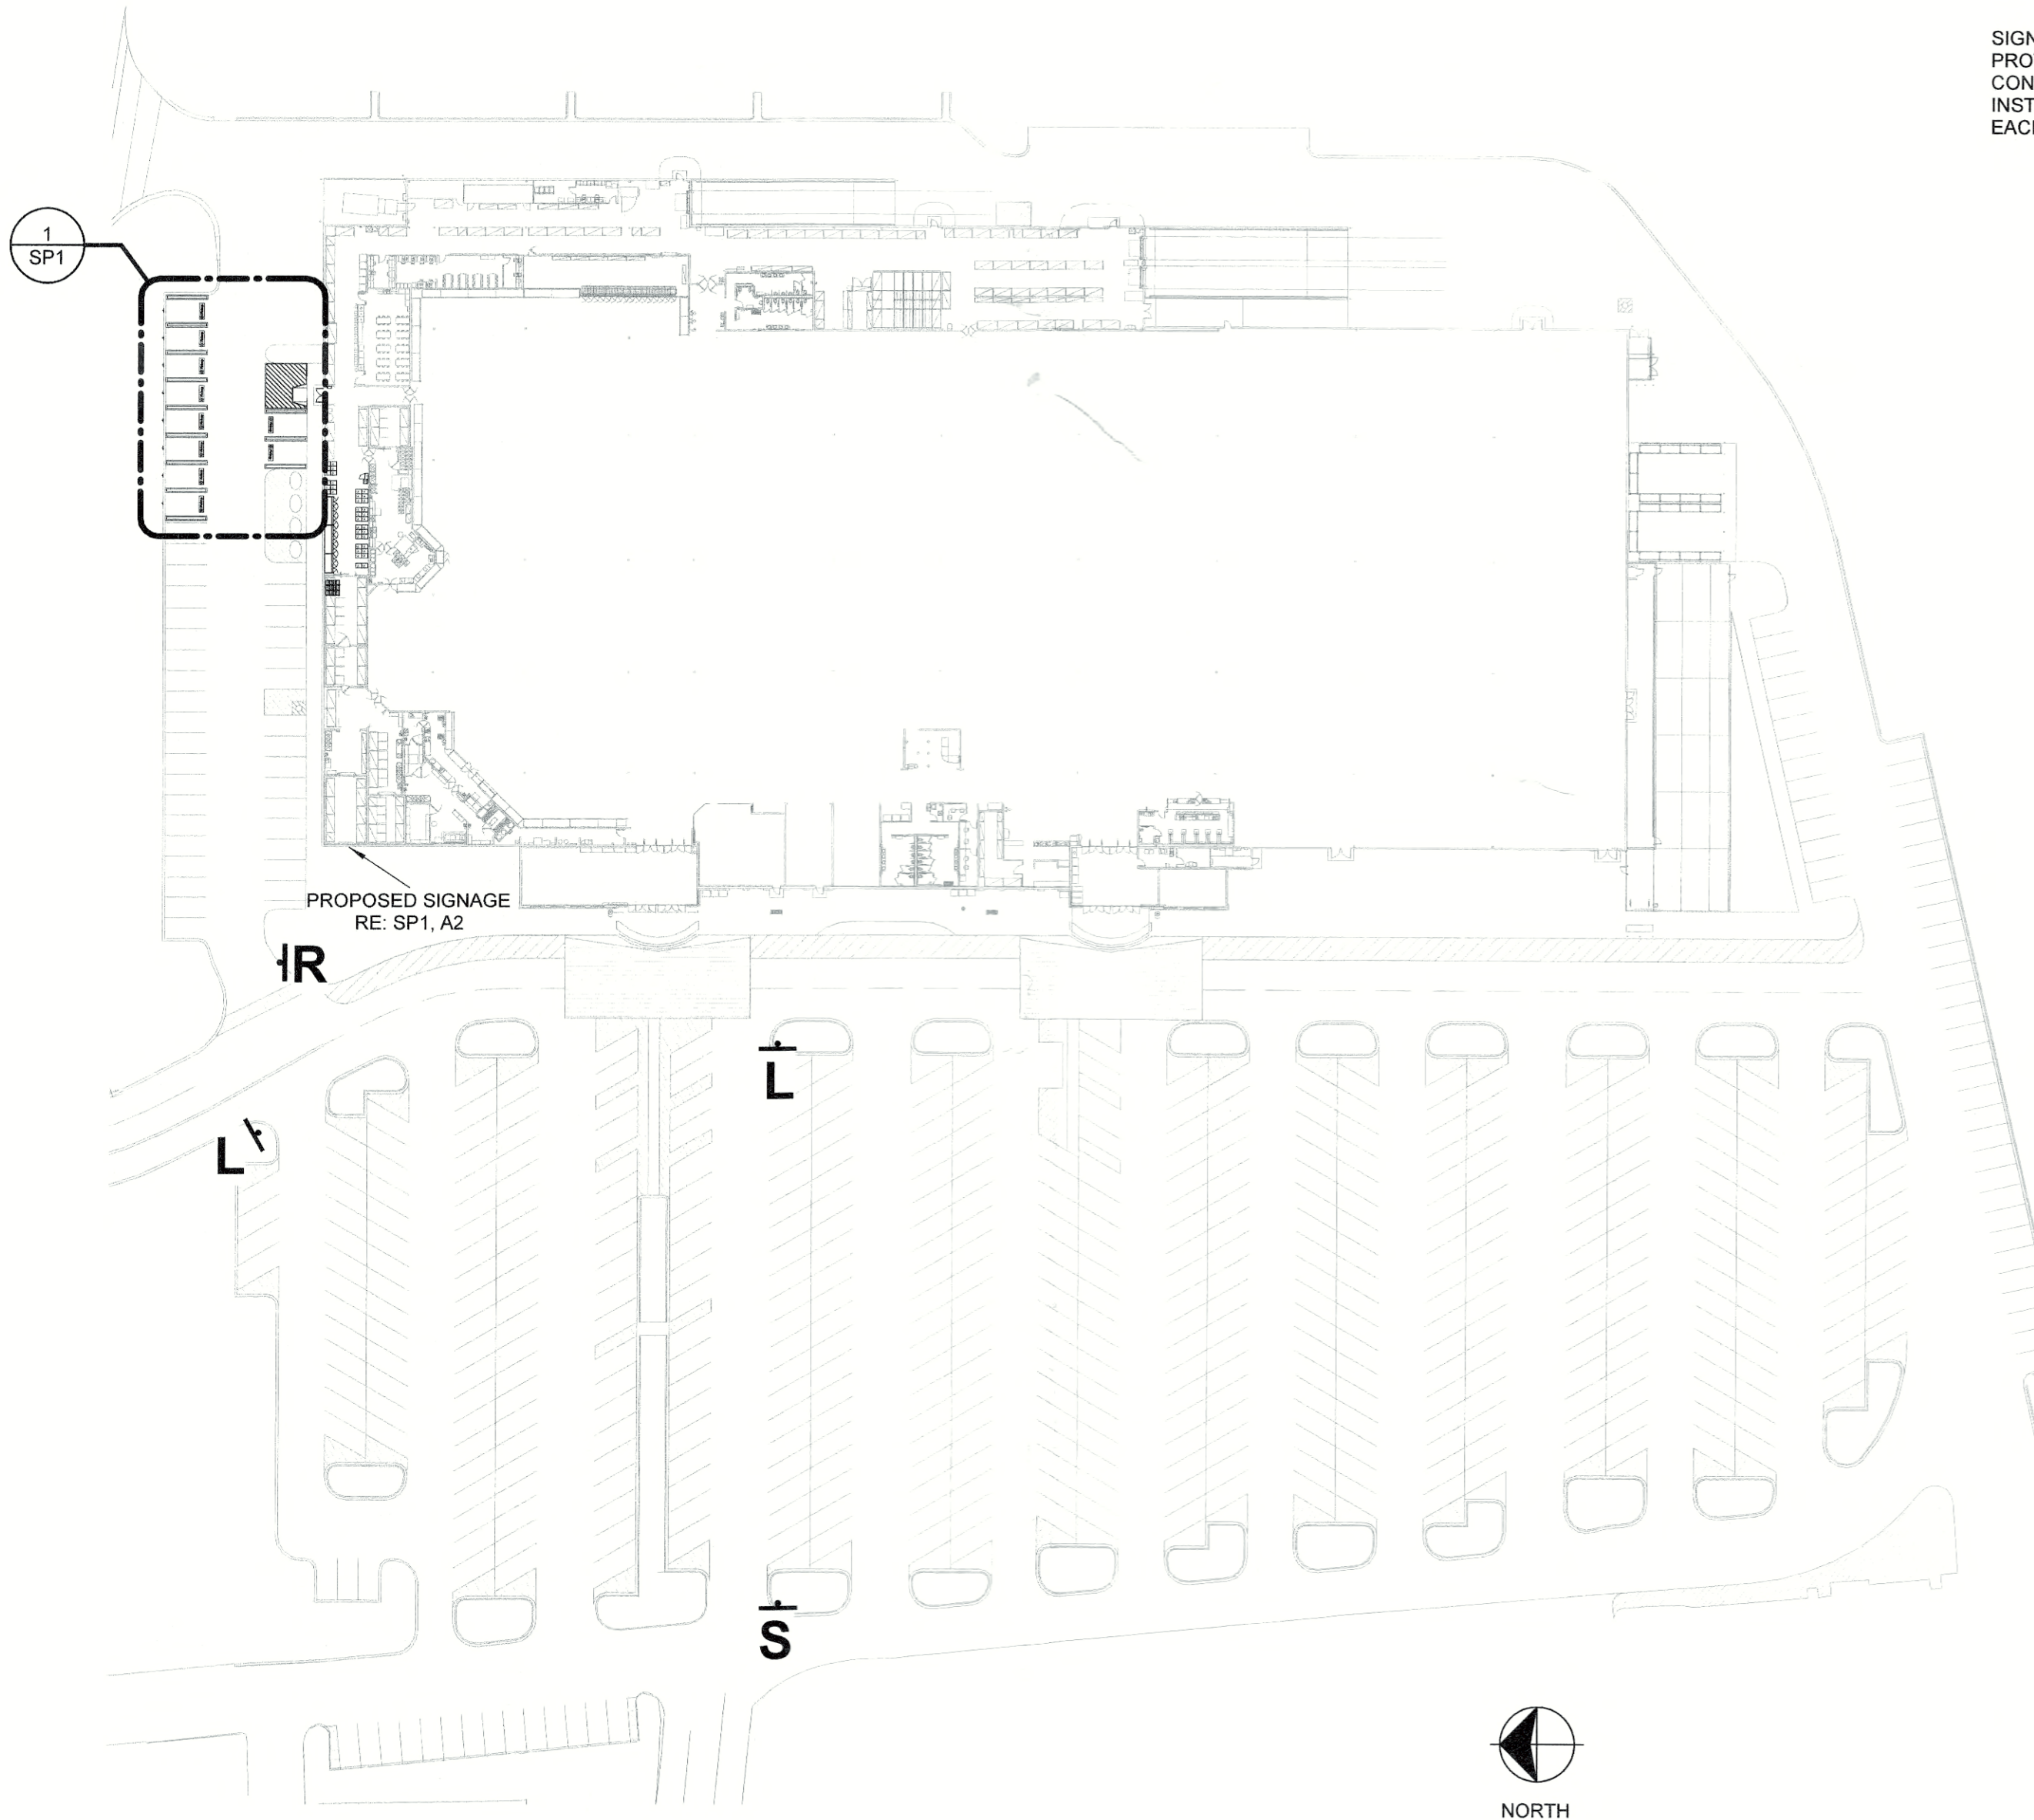 SIGN
PRO
CON
INST
EAC
1
SP1
PROPOSED SIGNAGE
RE: SP1, A2
R
L
L
S
NORTH